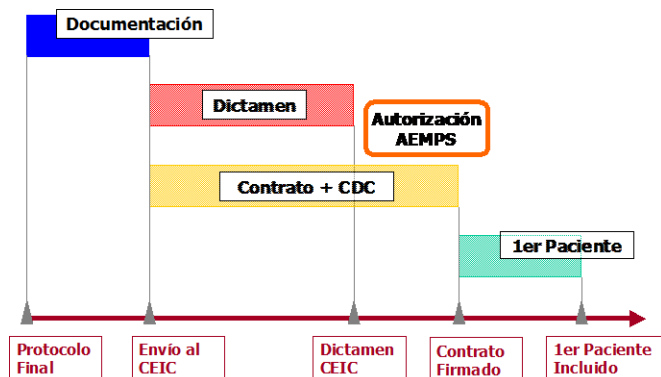 Documentación
Dictamen
Autorización
AEMPS
Contrato + CDC
1er Paciente
Protocolo
Final
Envío al
CEIC
Dictamen
CEIC
Contrato
Firmado
1er Paciente
Incluido